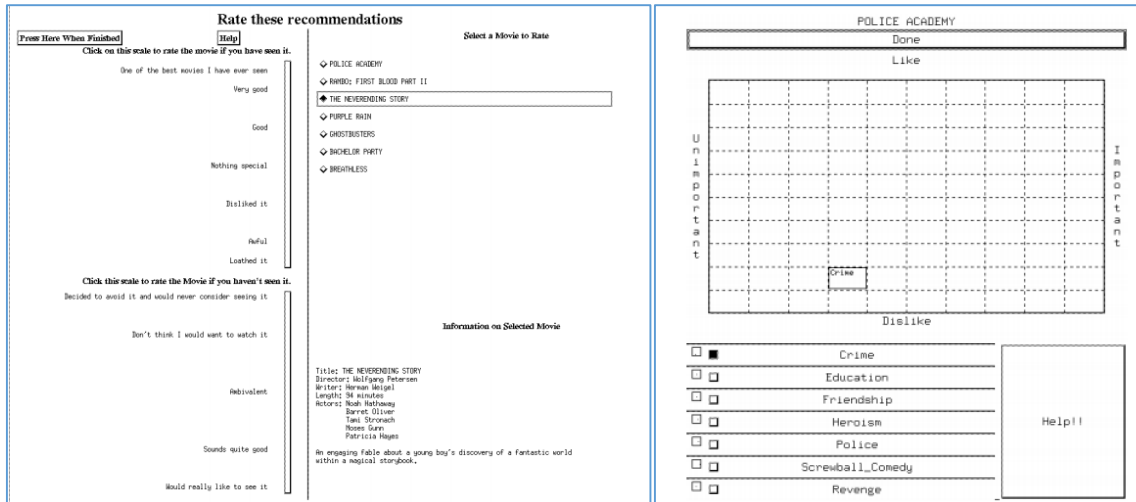 Rate these recommendations
Press Here When Finished
Help
Click on this scale to rate the movie if you have seen it.
One of the best movies I have ever seen
Very good
Good
Nothing special
Disliked it
Awful
Loathed it
Click this scale to rate the Movie if you haven't seen it.
Decided to avoid it and would never consider seeing it
Don't think I would want to watch it
Ambivalent
Sounds quite good
Would really like to see it
Select a Movie to Rate
POLICE ACADEMY
RAMBO: FIRST BLOOD PART II
THE NEVERENDING STORY
PURPLE RAIN
GHOSTBUSTERS
BACHELOR PARTY
BREATHLESS
Information on Selected Movie
Title: THE NEVERENDING STORY
Director: Wolfgang Petersen
Writer: Herman Weigel
Length: 94 minutes
Actors: Noah Hathaway
Barret Oliver
Tami Stronach
Moses Gunn
Patricia Hayes
An engaging fable about a young boy's discovery of a fantastic world
within a magical storybook.
POLICE ACADEMY
Done
Like
Unimportant
Crime
Important
Dislike
Crime
Education
Friendship
Heroism
Police
Screwball_Comedy
Revenge
Help!!